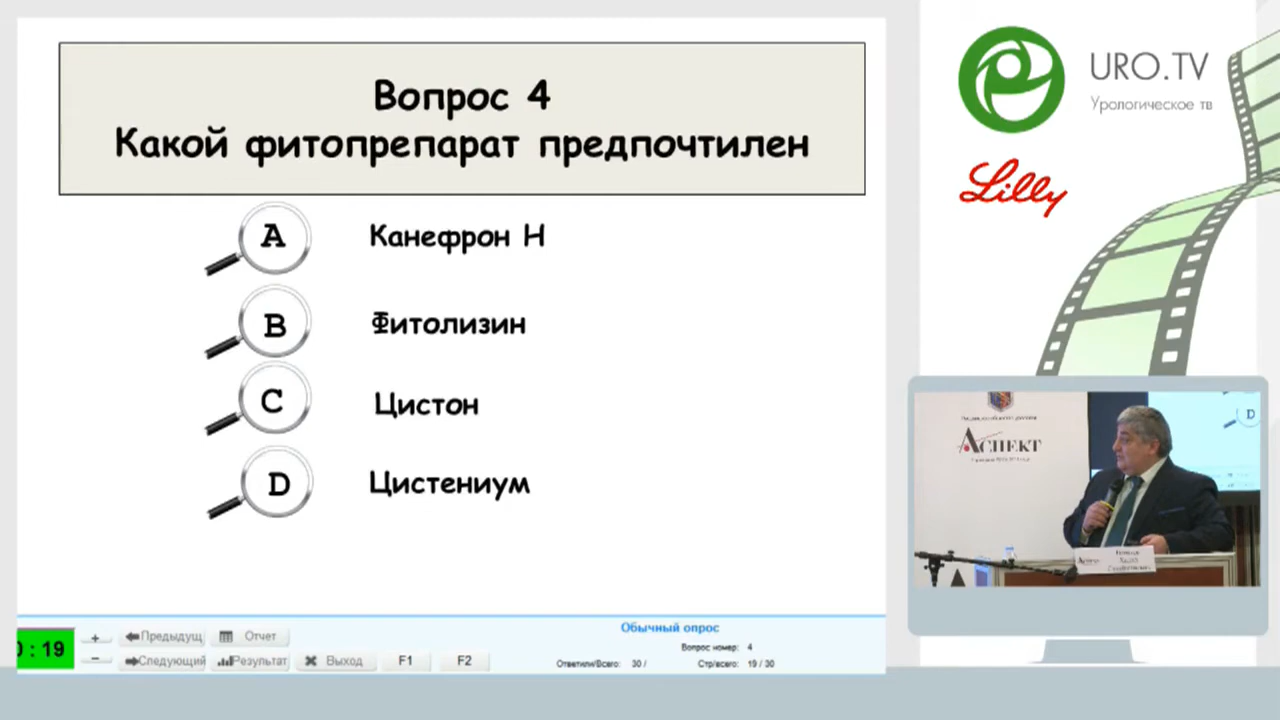 Вопрос 4
Какой фитопрепарат предпочтилен
A Канефрон Н
B Фитолизин
C Цистон
D Цистениум
: 19
+
−
Предыдущ
Отчет
Следующий
Результат
Выход
F1
F2
Обычный опрос
Вопрос номер: 4
Ответили/Всего: 30 /
Стр/всего: 19 / 30
URO.TV
Урологическое тв
Lilly
D
АСПЕКТ